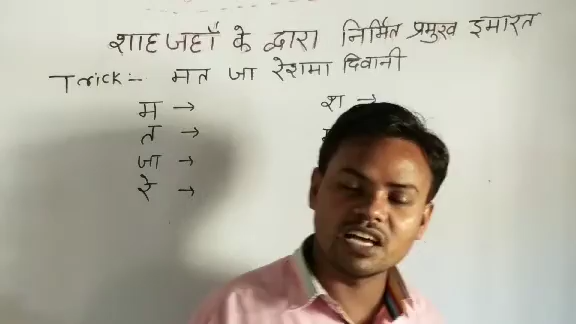 शाहजहाँ के द्वारा निर्मित प्रमुख इमारत
Trick:- मत जा रेशमा दिवानी
म → श →
त →
जा →
रे →